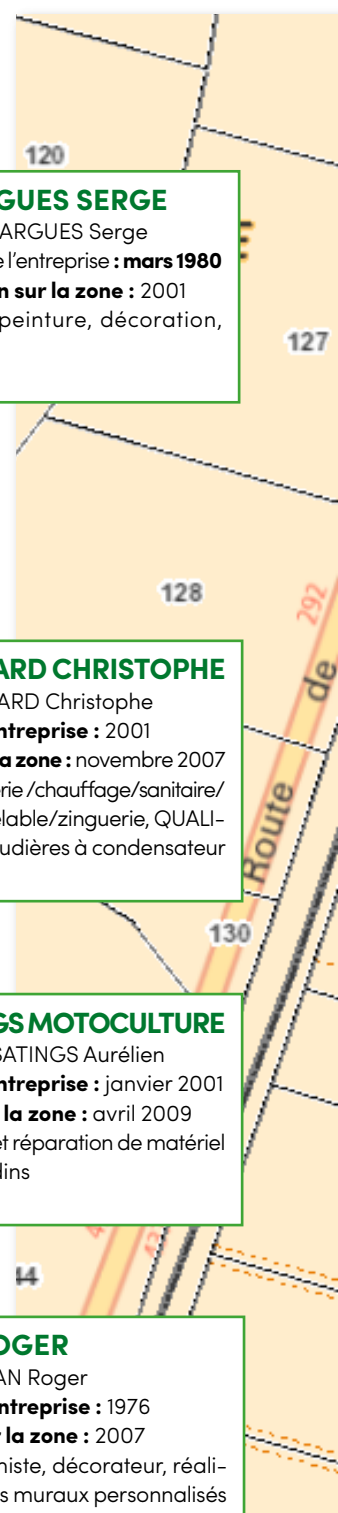 120
GUES SERGE
ARGUES Serge
e l'entreprise : mars 1980
n sur la zone : 2001
peinture, décoration,
127
128
292
de
ARD CHRISTOPHE
ARD Christophe
ntreprise : 2001
a zone : novembre 2007
erie /chauffage/sanitaire/
elable/zinguerie, QUALI-
udières à condensateur
Route
130
GS MOTOCULTURE
SATINGS Aurélien
ntreprise : janvier 2001
la zone : avril 2009
et réparation de matériel
dins
44
OGER
AN Roger
ntreprise : 1976
r la zone : 2007
niste, décorateur, réali-
s muraux personnalisés